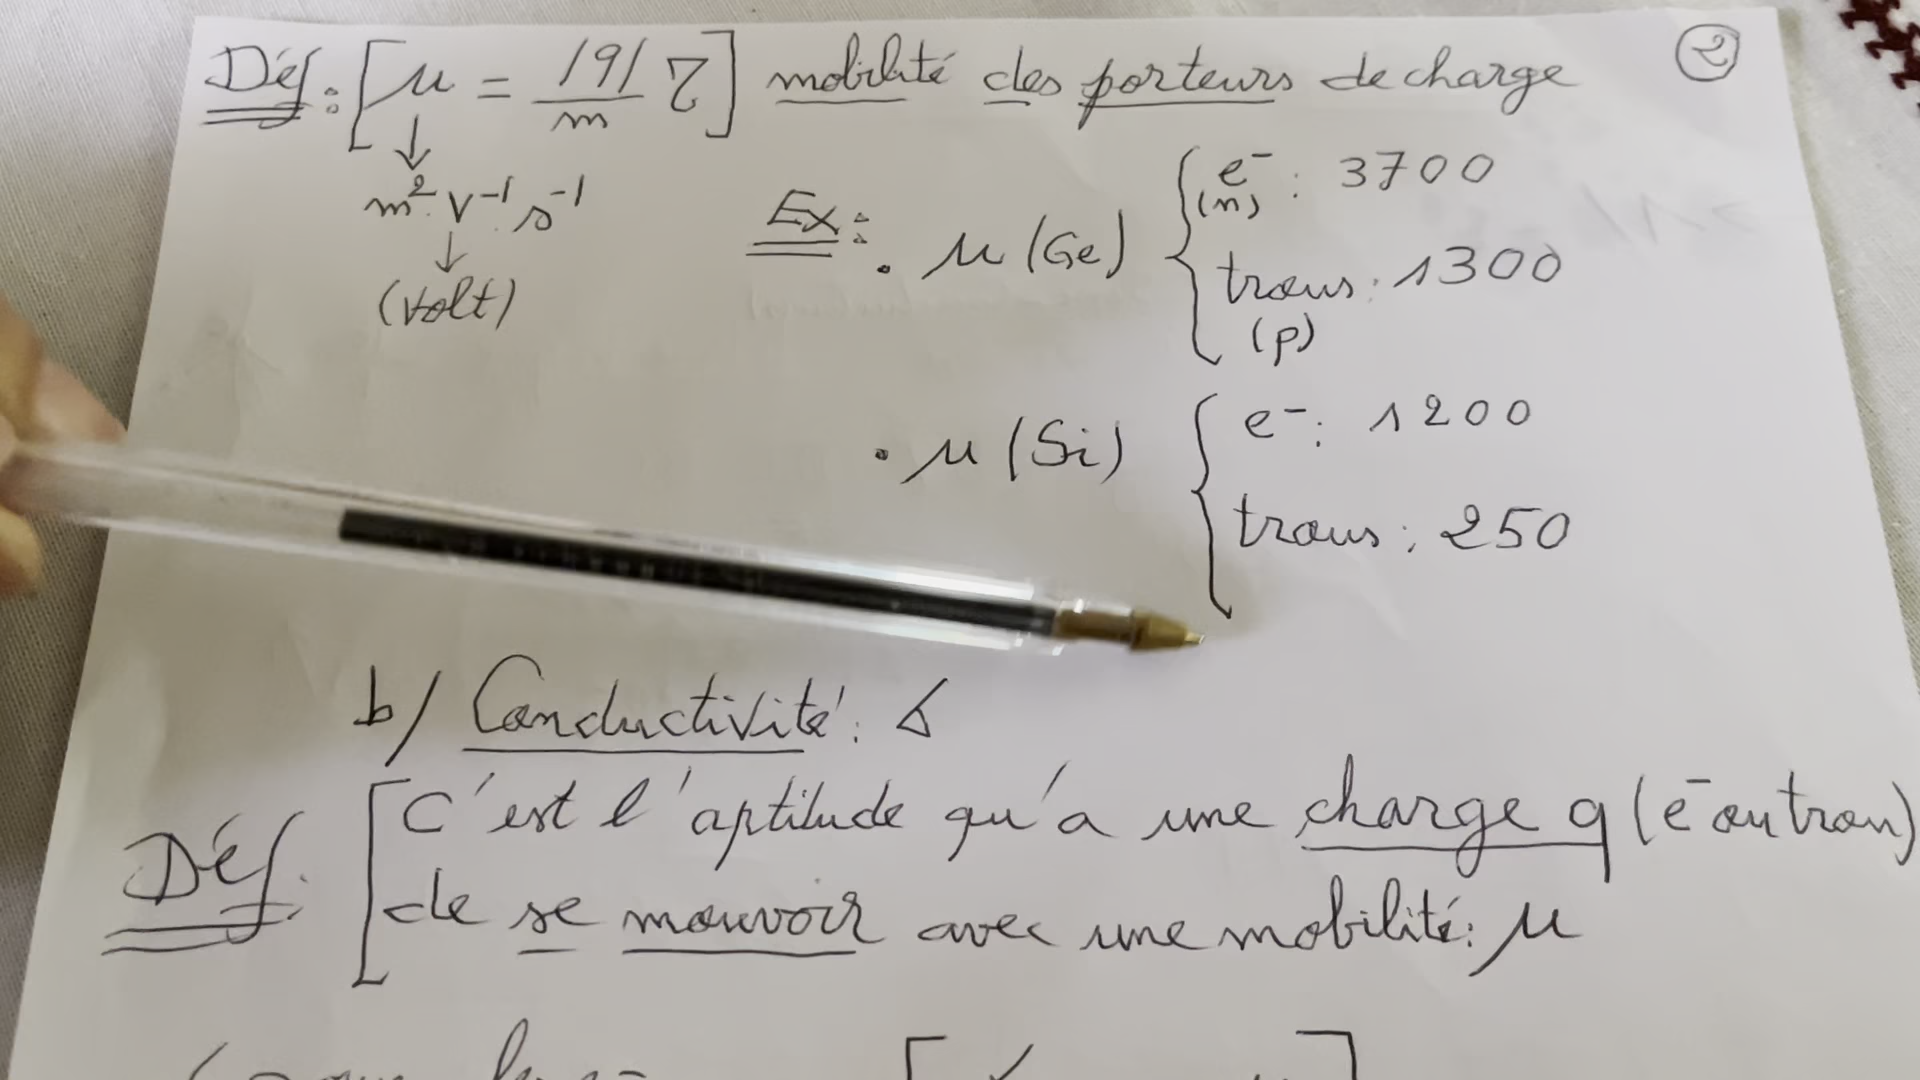 Déf: [μ = |q|/m τ] mobilité des porteurs de charge
②
m².V⁻¹.s⁻¹
(Volt)
Ex: . μ(Ge) { e⁻ : 3700
(n)
trous : 1300
(p)
. μ(Si) { e⁻ : 1200
trous : 250
b/ Conductivité : σ
Déf: [C'est l'aptitude qu'a une charge q (e⁻ ou trou)
de se mouvoir avec une mobilité : μ